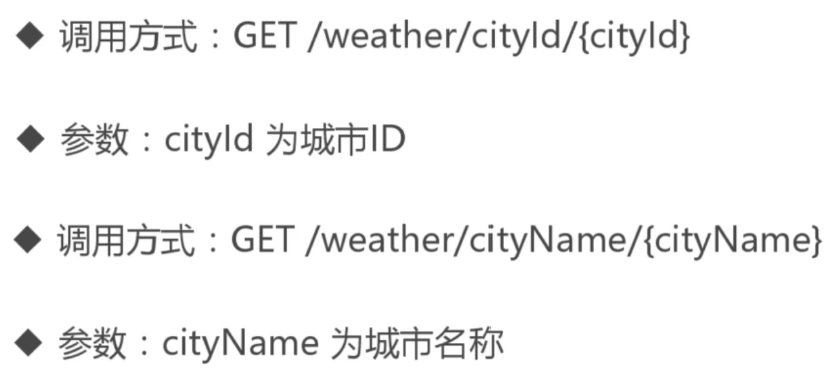 ◆ 调用方式：GET /weather/cityId/{cityId}
◆ 参数：cityId 为城市ID
◆ 调用方式：GET /weather/cityName/{cityName}
◆ 参数：cityName 为城市名称